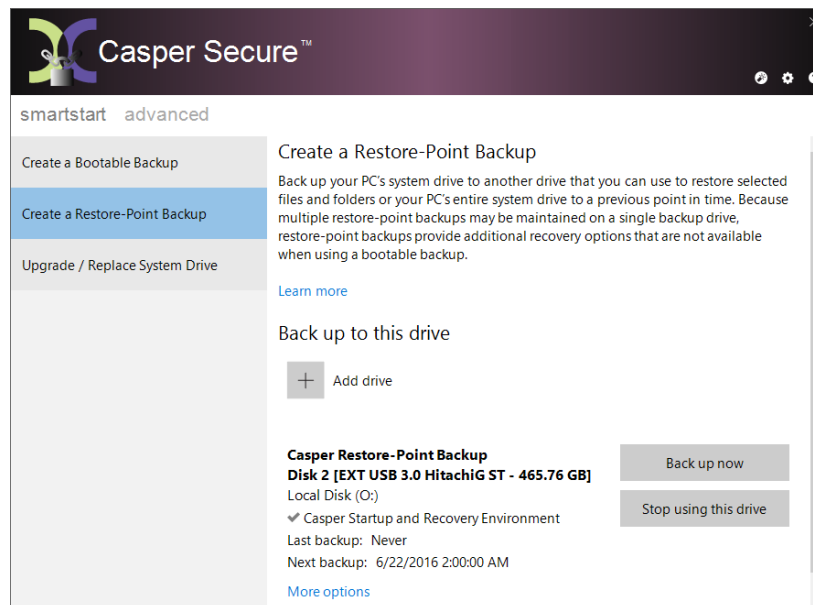 Casper Secure™
smartstart advanced
Create a Bootable Backup
Create a Restore-Point Backup
Upgrade / Replace System Drive
Create a Restore-Point Backup
Back up your PC's system drive to another drive that you can use to restore selected
files and folders or your PC's entire system drive to a previous point in time. Because
multiple restore-point backups may be maintained on a single backup drive,
restore-point backups provide additional recovery options that are not available
when using a bootable backup.
Learn more
Back up to this drive
Add drive
Casper Restore-Point Backup
Disk 2 [EXT USB 3.0 HitachiG ST - 465.76 GB]
Local Disk (O:)
Casper Startup and Recovery Environment
Last backup: Never
Next backup: 6/22/2016 2:00:00 AM
More options
Back up now
Stop using this drive